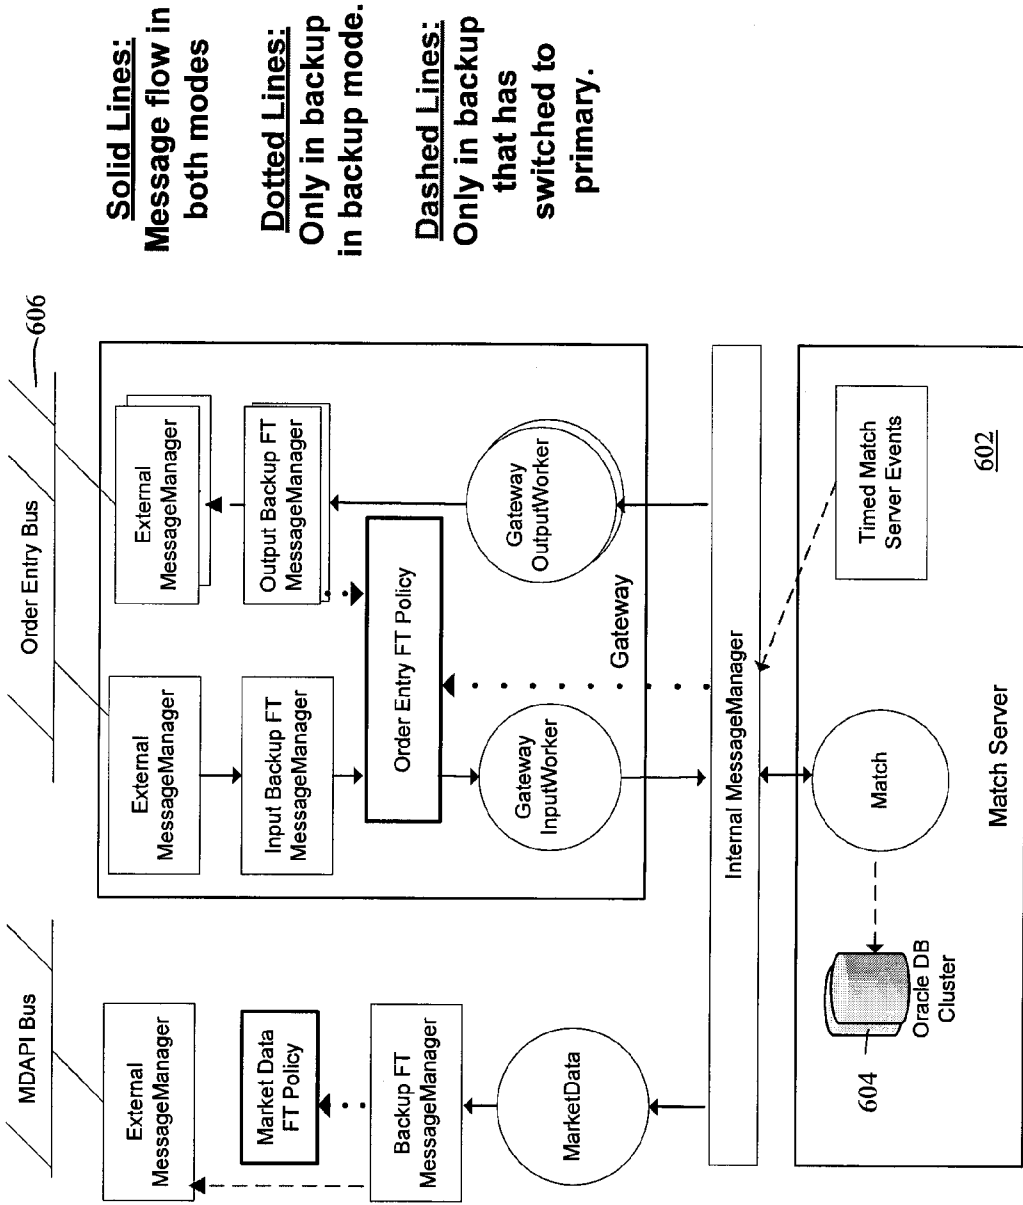 MDAPI Bus
Order Entry Bus
606
External
MessageManager
External
MessageManager
External
MessageManager
Market Data
FT Policy
Input Backup FT
MessageManager
Output Backup FT
MessageManager
Backup FT
MessageManager
Order Entry FT Policy
MarketData
Gateway
InputWorker
Gateway
OutputWorker
Gateway
Internal MessageManager
604
Oracle DB
Cluster
Match
Timed Match
Server Events
602
Match Server
Solid Lines:
Message flow in
both modes
Dotted Lines:
Only in backup
in backup mode.
Dashed Lines:
Only in backup
that has
switched to
primary.